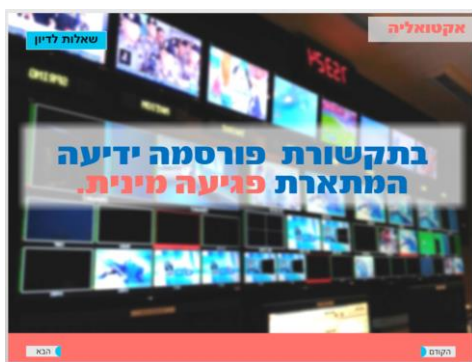 אקטואליה
שאלות לדיון
בתקשורת פורסמה ידיעה
המתארת פגיעה מינית.
הקודם
הבא